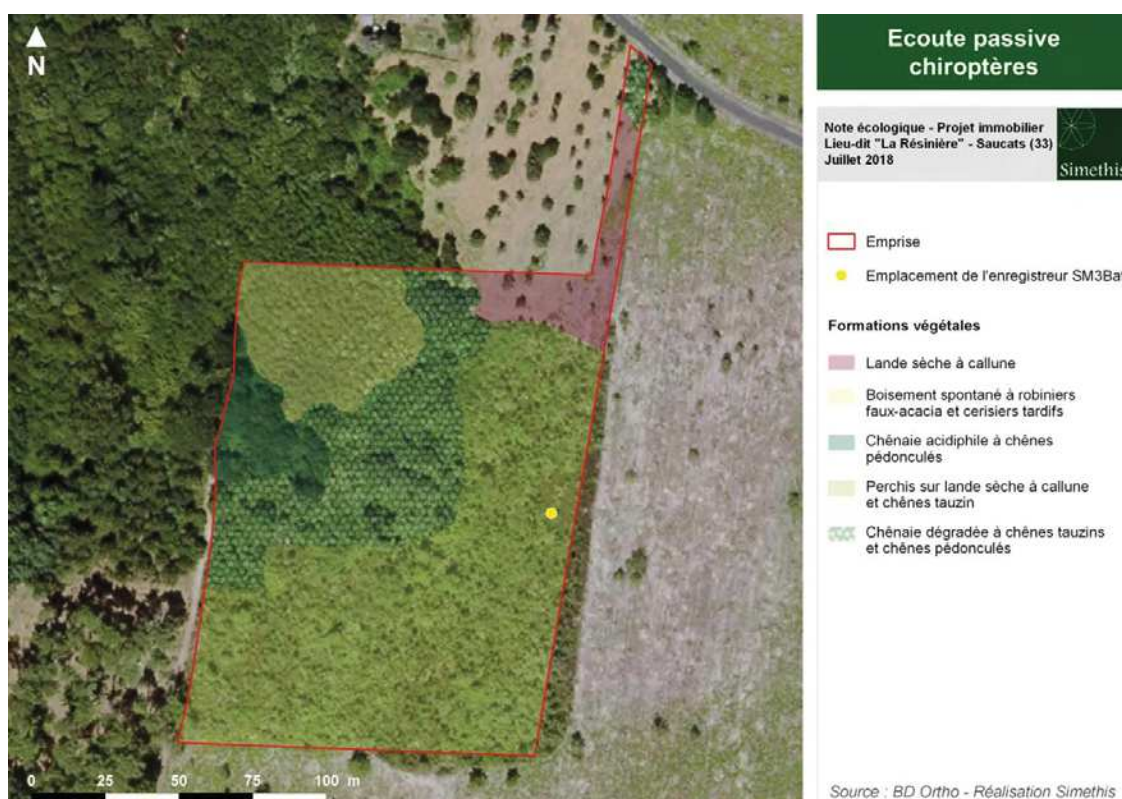 N
0 25 50 75 100 m
Ecoute passive
chiroptères
Note écologique - Projet immobilier
Lieu-dit "La Résinière" - Saucats (33)
Juillet 2018
Simethis
Emprise
Emplacement de l'enregistreur SM3Bat
Formations végétales
Lande sèche à callune
Boisement spontané à robiniers
faux-acacia et cerisiers tardifs
Chênaie acidiphile à chênes
pédonculés
Perchis sur lande sèche à callune
et chênes tauzin
Chênaie dégradée à chênes tauzins
et chênes pédonculés
Source : BD Ortho - Réalisation Simethis